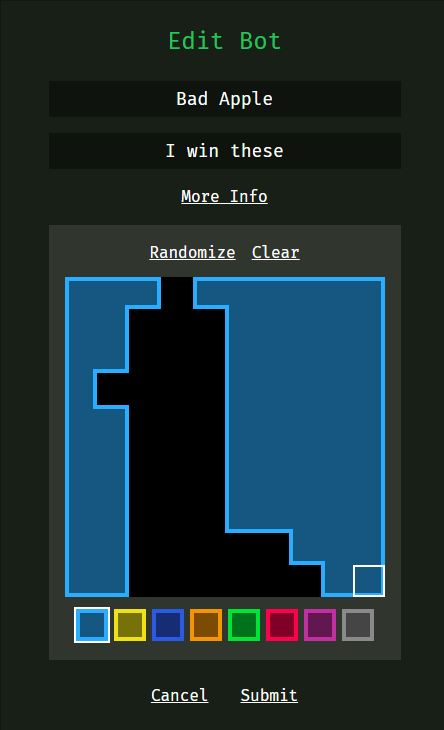 Edit Bot
Bad Apple
I win these
More Info
Randomize Clear
Cancel Submit